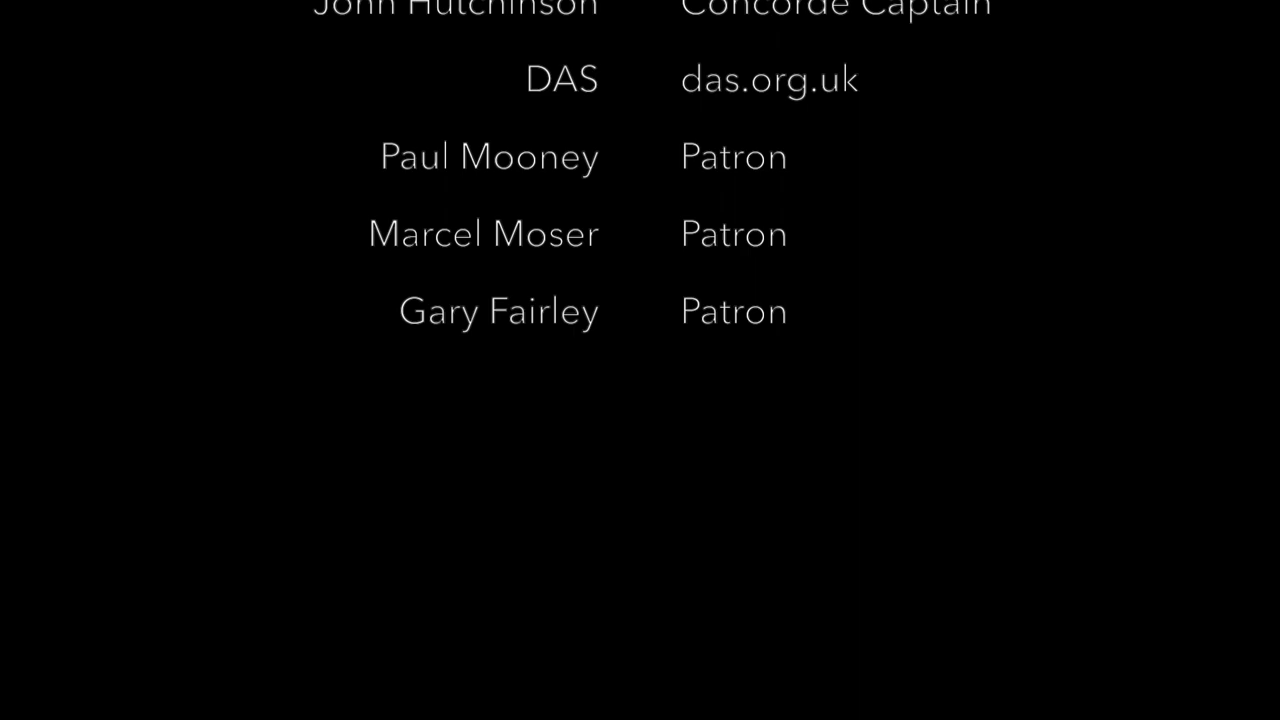 John Hutchinson Concorde Captain
DAS das.org.uk
Paul Mooney Patron
Marcel Moser Patron
Gary Fairley Patron